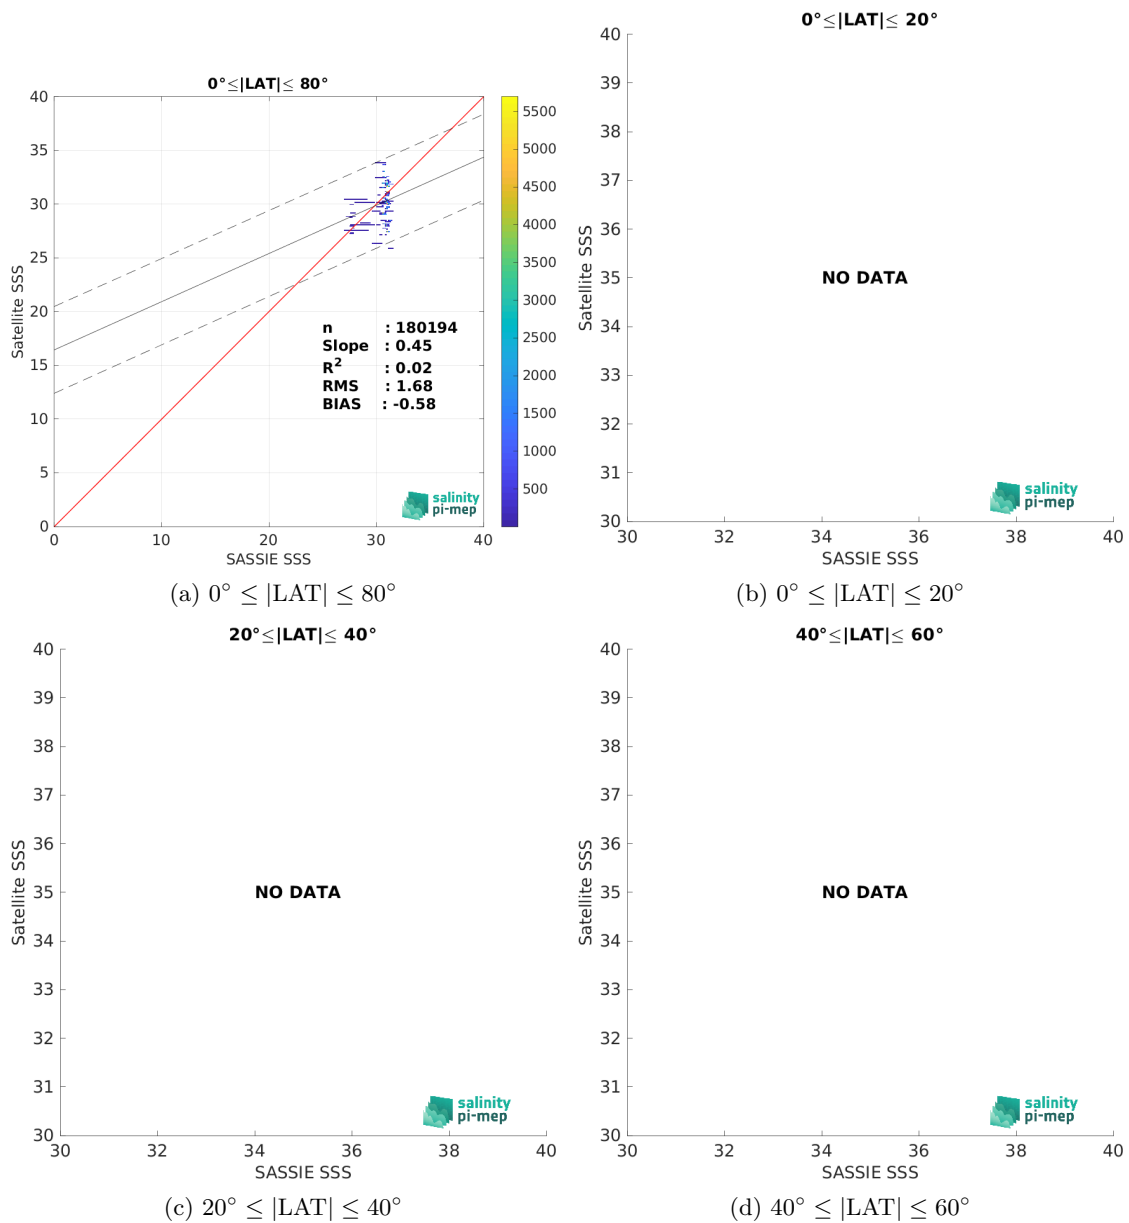 0°≤|LAT|≤ 80°
40
35
30
25
20
15
10
5
0
0 10 20 30 40
Satellite SSS
SASSIE SSS
n : 180194
Slope : 0.45
R² : 0.02
RMS : 1.68
BIAS : -0.58
salinity
pi-mep
5500
5000
4500
4000
3500
3000
2500
2000
1500
1000
500
(a) 0° ≤ |LAT| ≤ 80°
0°≤|LAT|≤ 20°
40
39
38
37
36
35
34
33
32
31
30
30 32 34 36 38 40
Satellite SSS
SASSIE SSS
NO DATA
salinity
pi-mep
(b) 0° ≤ |LAT| ≤ 20°
20°≤|LAT|≤ 40°
40
39
38
37
36
35
34
33
32
31
30
30 32 34 36 38 40
Satellite SSS
SASSIE SSS
NO DATA
salinity
pi-mep
(c) 20° ≤ |LAT| ≤ 40°
40°≤|LAT|≤ 60°
40
39
38
37
36
35
34
33
32
31
30
30 32 34 36 38 40
Satellite SSS
SASSIE SSS
NO DATA
salinity
pi-mep
(d) 40° ≤ |LAT| ≤ 60°